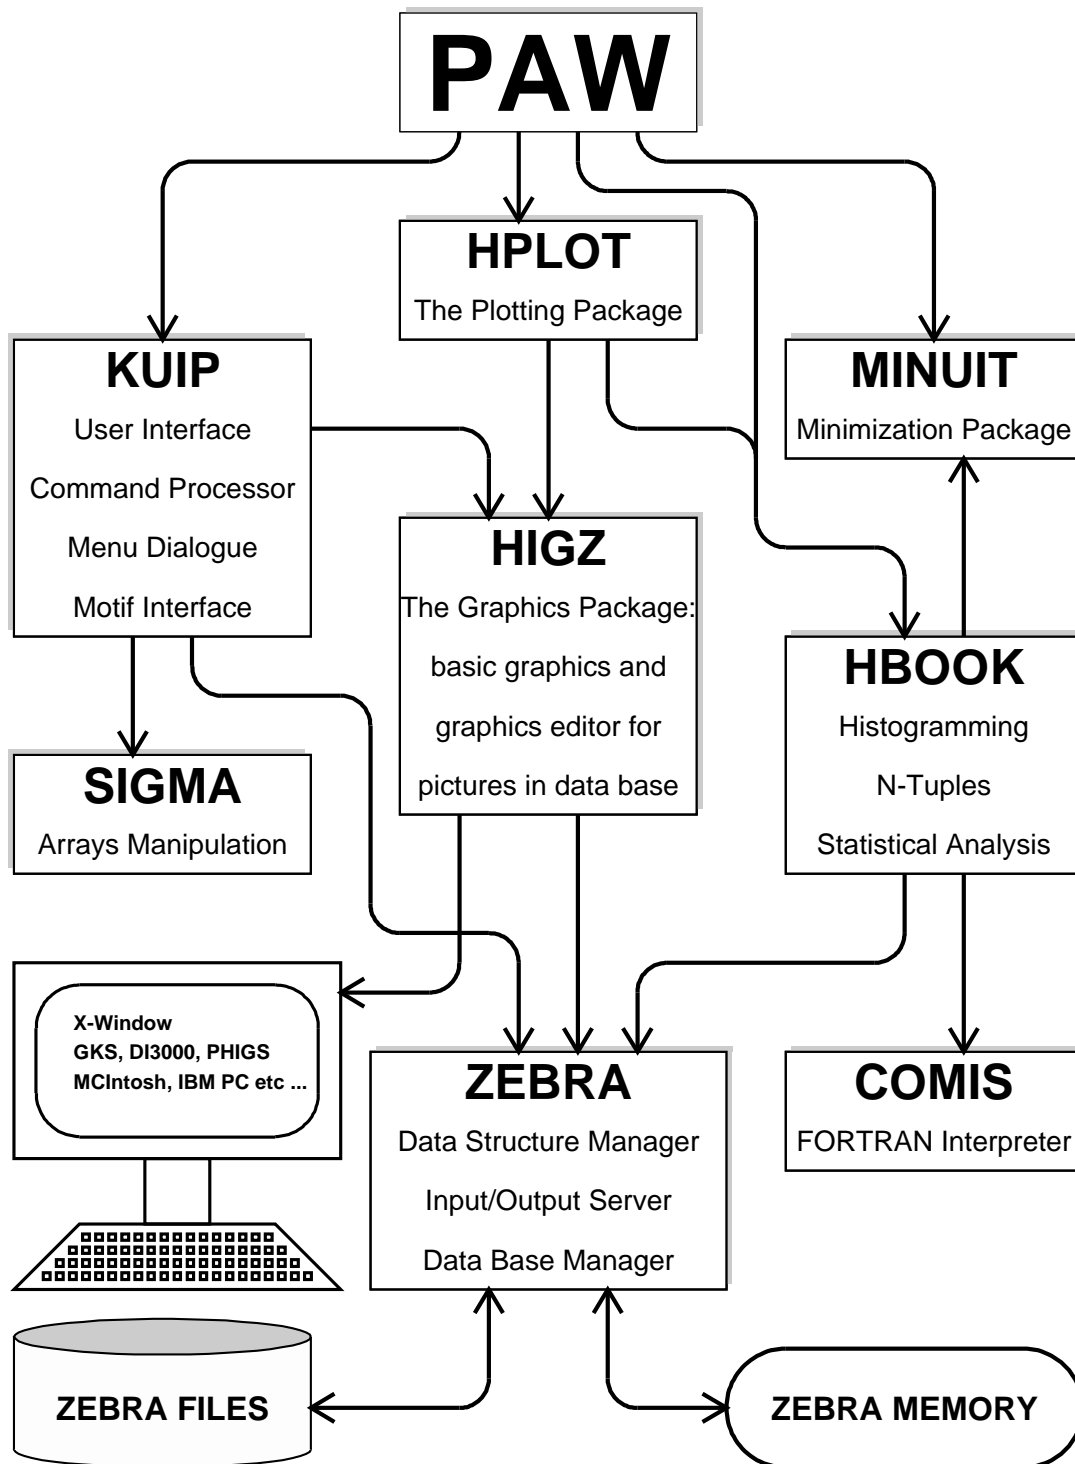 PAW
HPLOT
The Plotting Package
KUIP
User Interface
Command Processor
Menu Dialogue
Motif Interface
MINUIT
Minimization Package
HIGZ
The Graphics Package:
basic graphics and
graphics editor for
pictures in data base
HBOOK
Histogramming
N-Tuples
Statistical Analysis
SIGMA
Arrays Manipulation
X-Window
GKS, DI3000, PHIGS
MCIntosh, IBM PC etc ...
ZEBRA
Data Structure Manager
Input/Output Server
Data Base Manager
COMIS
FORTRAN Interpreter
ZEBRA FILES
ZEBRA MEMORY